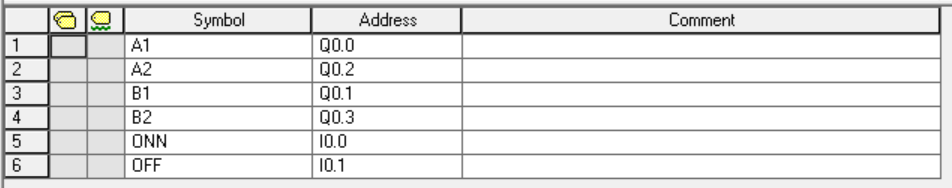 Symbol Address Comment
1 A1 Q0.0
2 A2 Q0.2
3 B1 Q0.1
4 B2 Q0.3
5 ONN I0.0
6 OFF I0.1